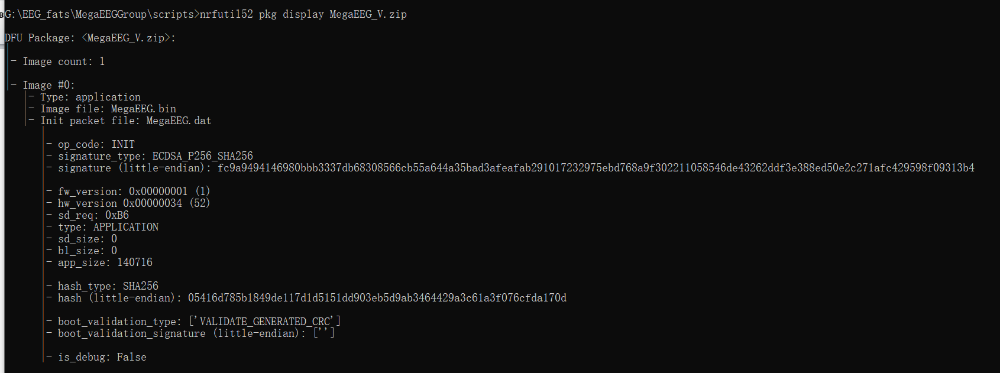 G:\EEG_fats\MegaEEGGroup\scripts>nrfutil52 pkg display MegaEEG_V.zip
DFU Package: <MegaEEG_V.zip>:
- Image count: 1
- Image #0:
- Type: application
- Image file: MegaEEG.bin
- Init packet file: MegaEEG.dat
- op_code: INIT
- signature_type: ECDSA_P256_SHA256
- signature (little-endian): fc9a9494146980bbb3337db68308566cb55a644a35bad3afeafab291017232975ebd768a9f302211058546de43262ddf3e388ed50e2c271afc429598f09313b4
- fw_version: 0x00000001 (1)
- hw_version 0x00000034 (52)
- sd_req: 0xB6
- type: APPLICATION
- sd_size: 0
- bl_size: 0
- app_size: 140716
- hash_type: SHA256
- hash (little-endian): 05416d785b1849de117d1d5151dd903eb5d9ab3464429a3c61a3f076cfda170d
- boot_validation_type: ['VALIDATE_GENERATED_CRC']
- boot_validation_signature (little-endian): ['']
- is_debug: False